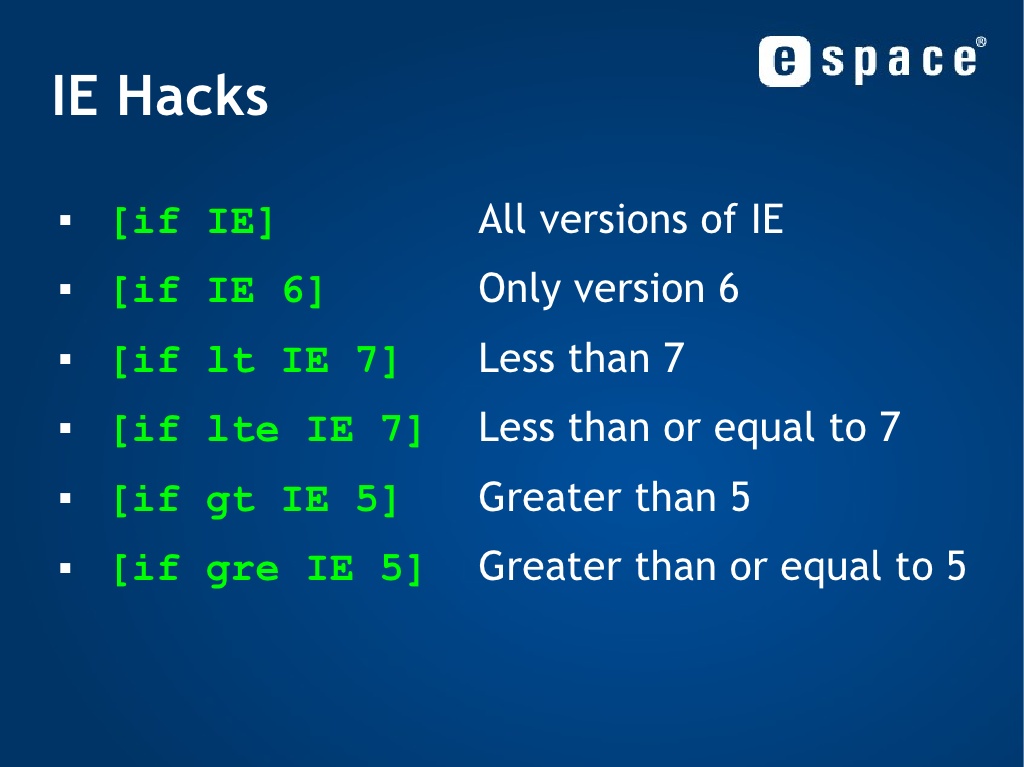 e space®
IE Hacks
▪ [if IE] All versions of IE
▪ [if IE 6] Only version 6
▪ [if lt IE 7] Less than 7
▪ [if lte IE 7] Less than or equal to 7
▪ [if gt IE 5] Greater than 5
▪ [if gre IE 5] Greater than or equal to 5